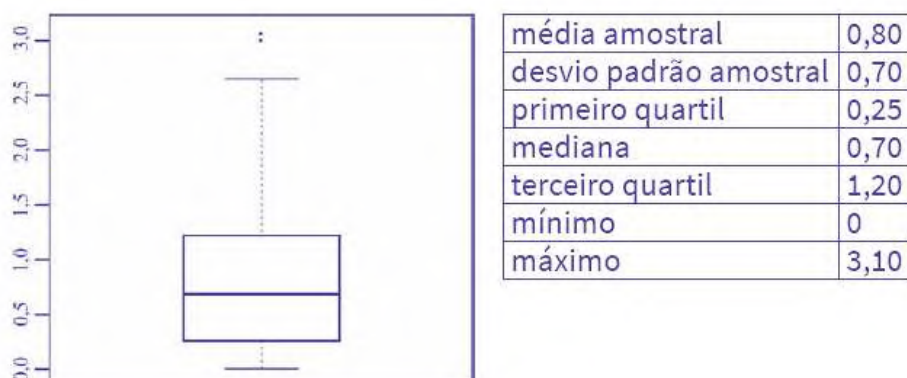 3,0
2,5
2,0
1,5
1,0
0,5
0,0
média amostral 0,80
desvio padrão amostral 0,70
primeiro quartil 0,25
mediana 0,70
terceiro quartil 1,20
mínimo 0
máximo 3,10